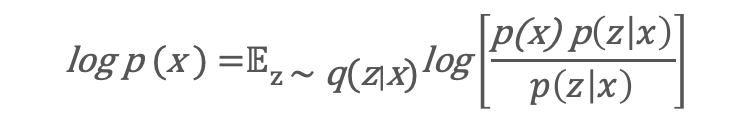 log p (x) = 𝔼_{z ~ q(z|x)} log[p(x) p(z|x) / p(z|x)]